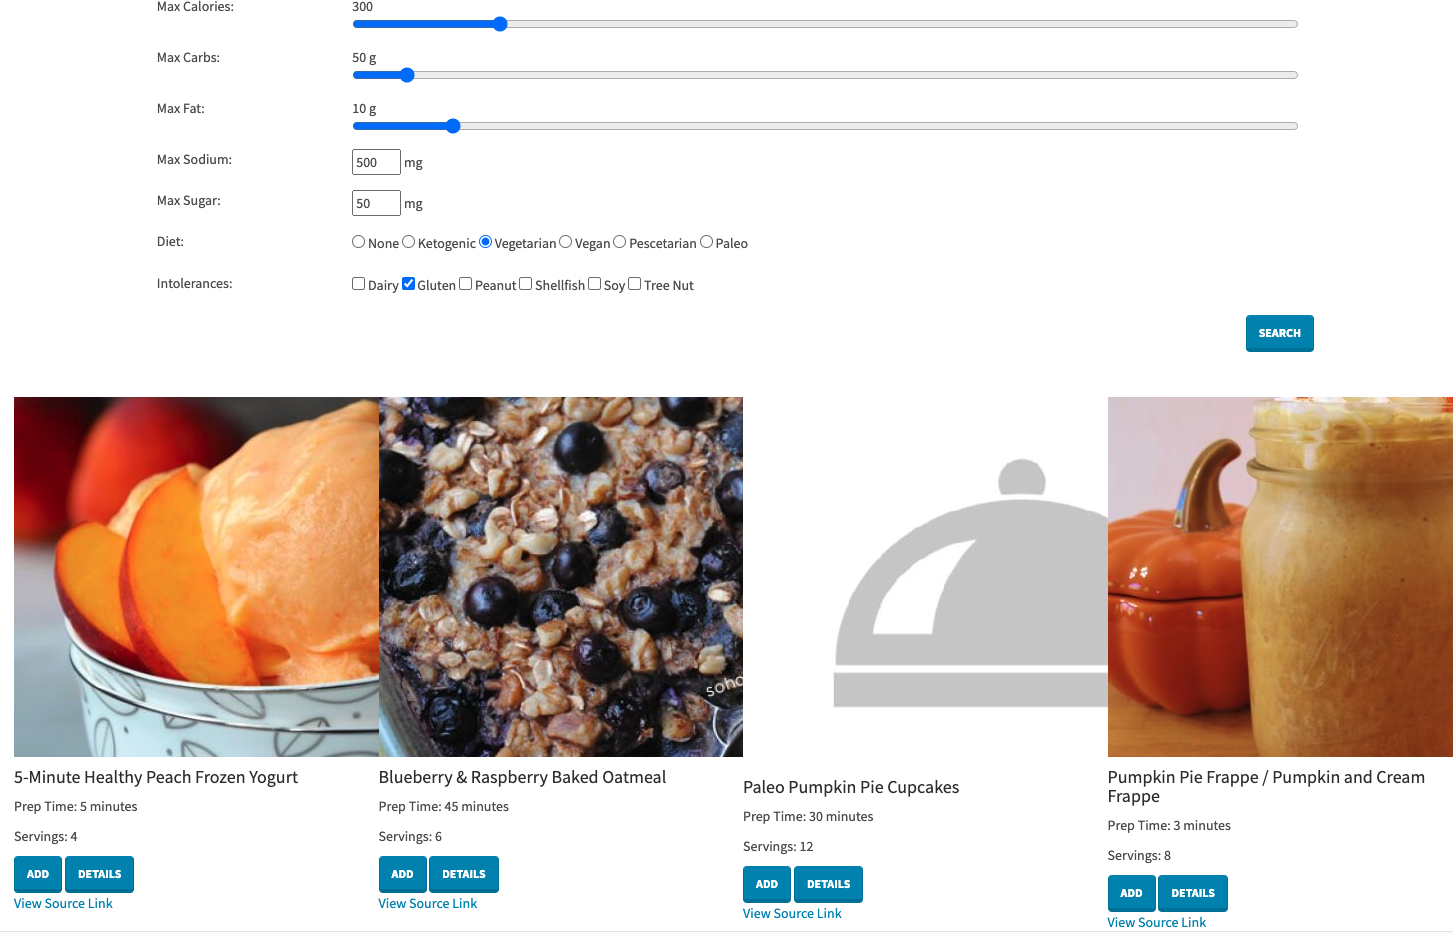 Max Calories: 300
Max Carbs: 50 g
Max Fat: 10 g
Max Sodium: 500 mg
Max Sugar: 50 mg
Diet: None Ketogenic Vegetarian Vegan Pescetarian Paleo
Intolerances: Dairy Gluten Peanut Shellfish Soy Tree Nut
SEARCH
5-Minute Healthy Peach Frozen Yogurt
Prep Time: 5 minutes
Servings: 4
ADD DETAILS
View Source Link
soho
Blueberry & Raspberry Baked Oatmeal
Prep Time: 45 minutes
Servings: 6
ADD DETAILS
View Source Link
Paleo Pumpkin Pie Cupcakes
Prep Time: 30 minutes
Servings: 12
ADD DETAILS
View Source Link
Pumpkin Pie Frappe / Pumpkin and Cream
Frappe
Prep Time: 3 minutes
Servings: 8
ADD DETAILS
View Source Link